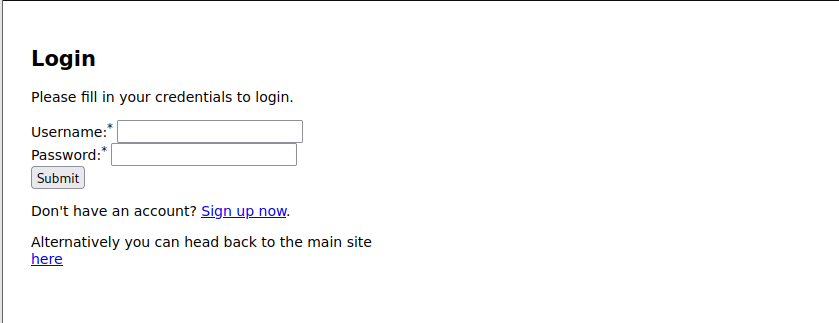 Login
Please fill in your credentials to login.
Username:*
Password:*
Submit
Don't have an account? Sign up now.
Alternatively you can head back to the main site
here